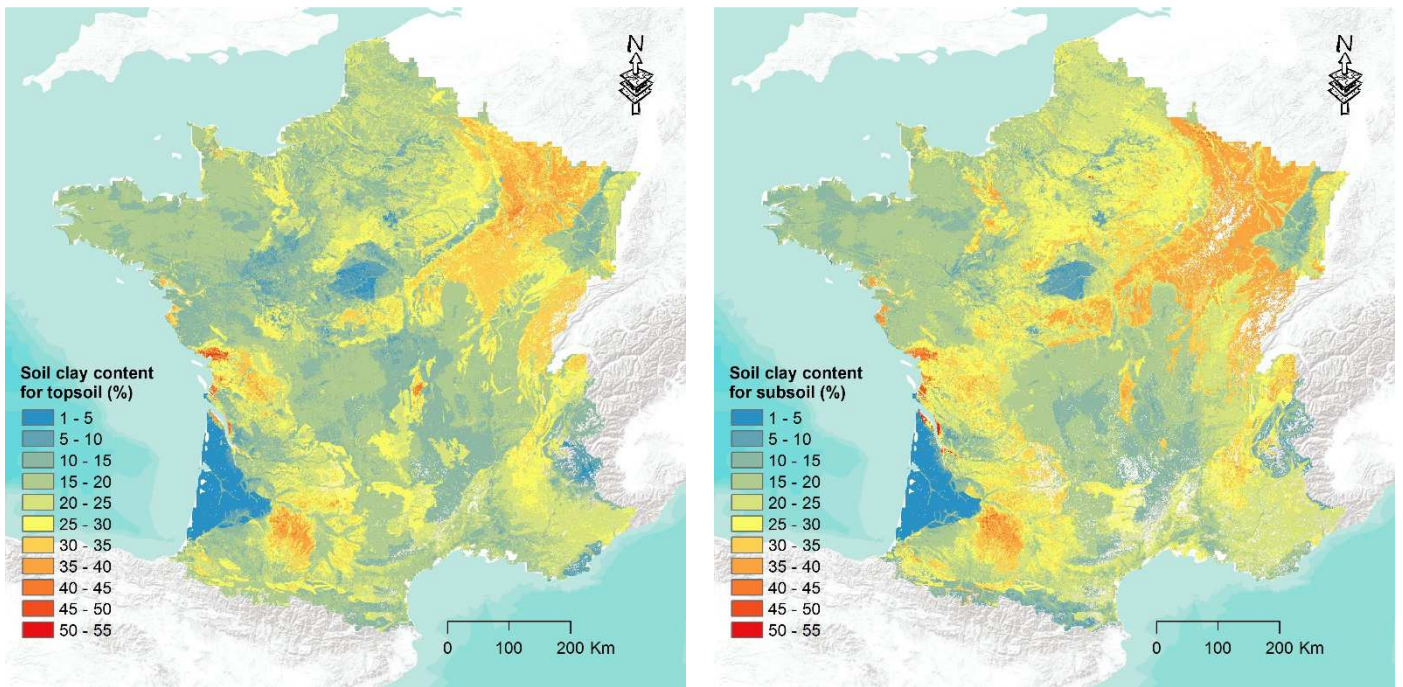 N
Soil clay content
for topsoil (%)
1 - 5
5 - 10
10 - 15
15 - 20
20 - 25
25 - 30
30 - 35
35 - 40
40 - 45
45 - 50
50 - 55
0 100 200 Km
N
Soil clay content
for subsoil (%)
1 - 5
5 - 10
10 - 15
15 - 20
20 - 25
25 - 30
30 - 35
35 - 40
40 - 45
45 - 50
50 - 55
0 100 200 Km